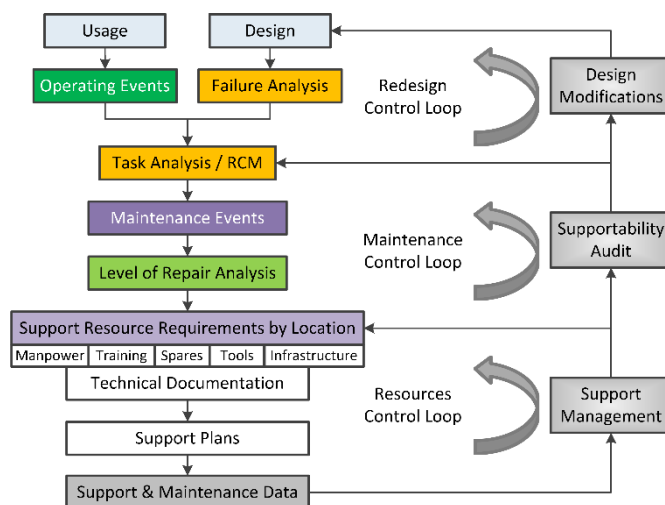 Usage
Design
Operating Events
Failure Analysis
Redesign
Control Loop
Design
Modifications
Task Analysis / RCM
Maintenance Events
Maintenance
Control Loop
Supportability
Audit
Level of Repair Analysis
Support Resource Requirements by Location
Manpower Training Spares Tools Infrastructure
Technical Documentation
Resources
Control Loop
Support
Management
Support Plans
Support & Maintenance Data